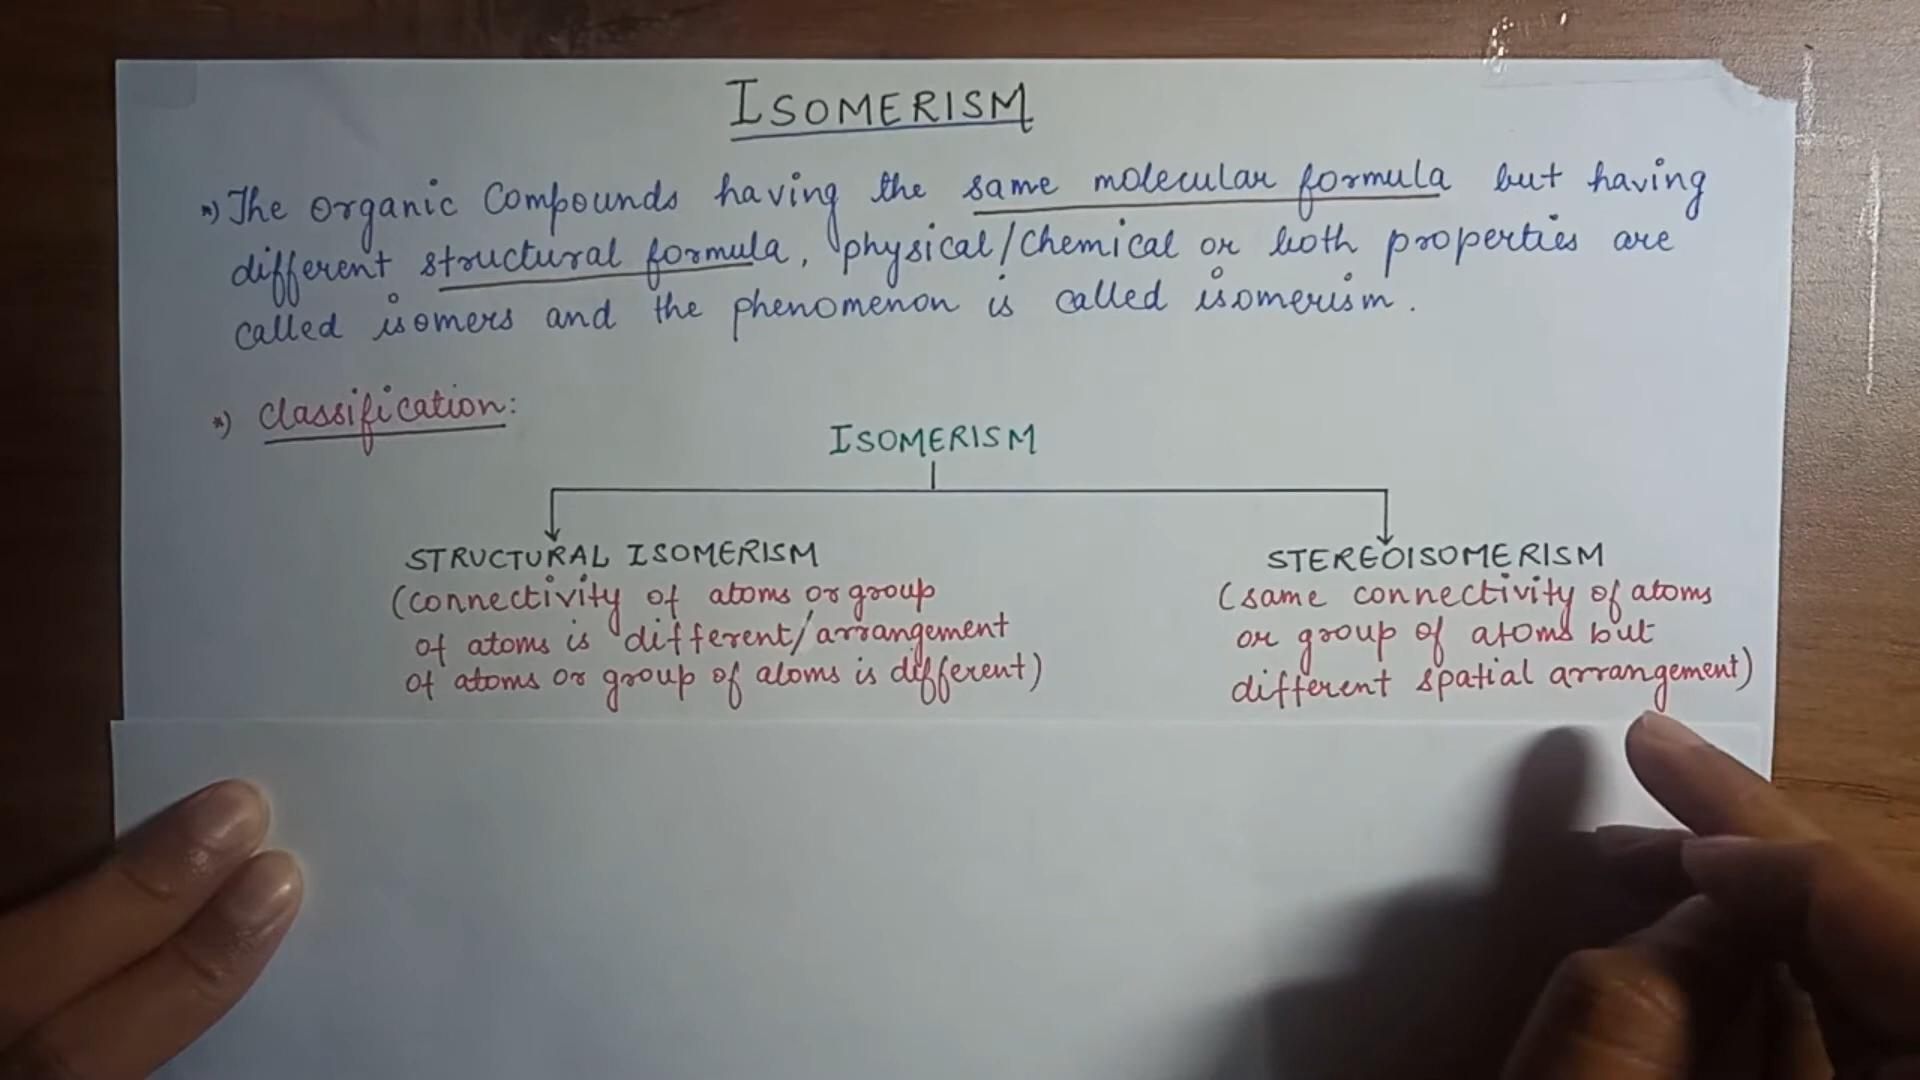 ISOMERISM
*) The organic compounds having the same molecular formula but having
different structural formula, physical/chemical or both properties are
called isomers and the phenomenon is called isomerism.
*) Classification:
ISOMERISM
STRUCTURAL ISOMERISM
(connectivity of atoms or group
of atoms is different/arrangement
of atoms or group of atoms is different)
STEREOISOMERISM
(same connectivity of atoms
or group of atoms but
different spatial arrangement)